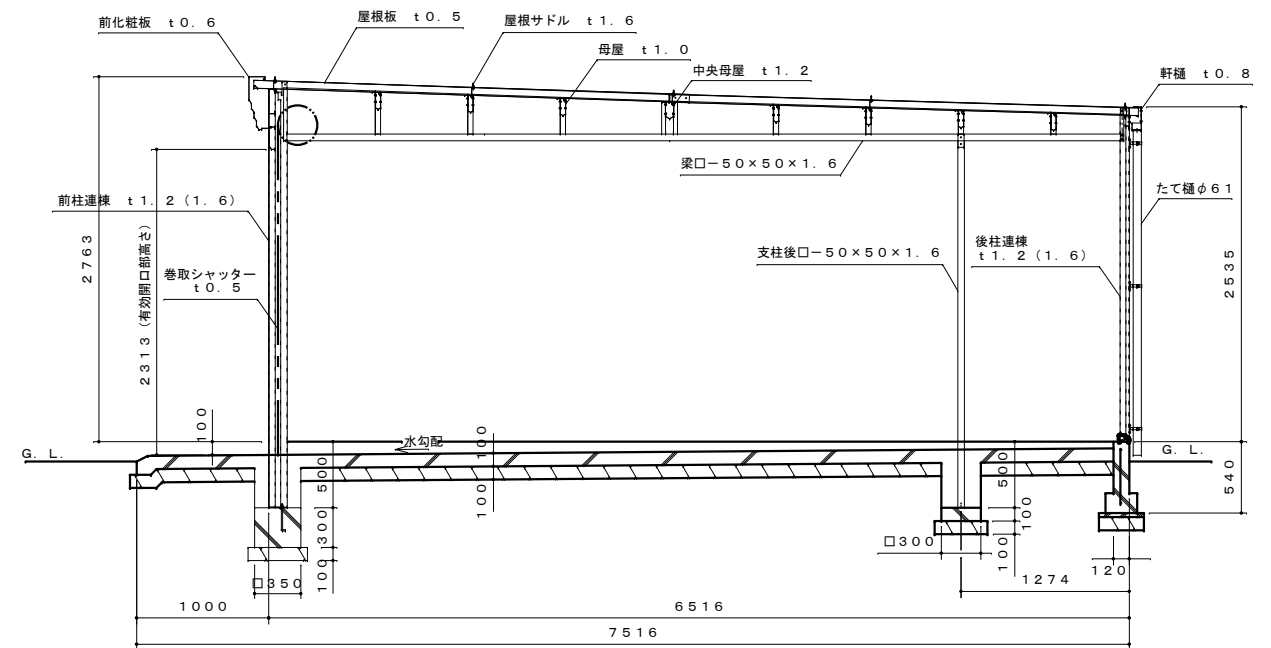 前化粧板　ｔ０．６
屋根板　ｔ０．５
屋根サドル　ｔ１．６
母屋　ｔ１．０
中央母屋　ｔ１．２
軒樋　ｔ０．８
梁口－５０×５０×１．６
たて樋φ６１
前柱連棟　ｔ１．２（１．６）
２７６３
２３１３（有効開口部高さ）
巻取シャッター
ｔ０．５
支柱後口－５０×５０×１．６
後柱連棟
ｔ１．２（１．６）
２５３５
１００
水勾配
１００
Ｇ．Ｌ．
Ｇ．Ｌ．
５００
１００
５００
５４０
３００
１００
□３００
１００
１００
□３５０
１２０
１２７４
１０００
６５１６
７５１６